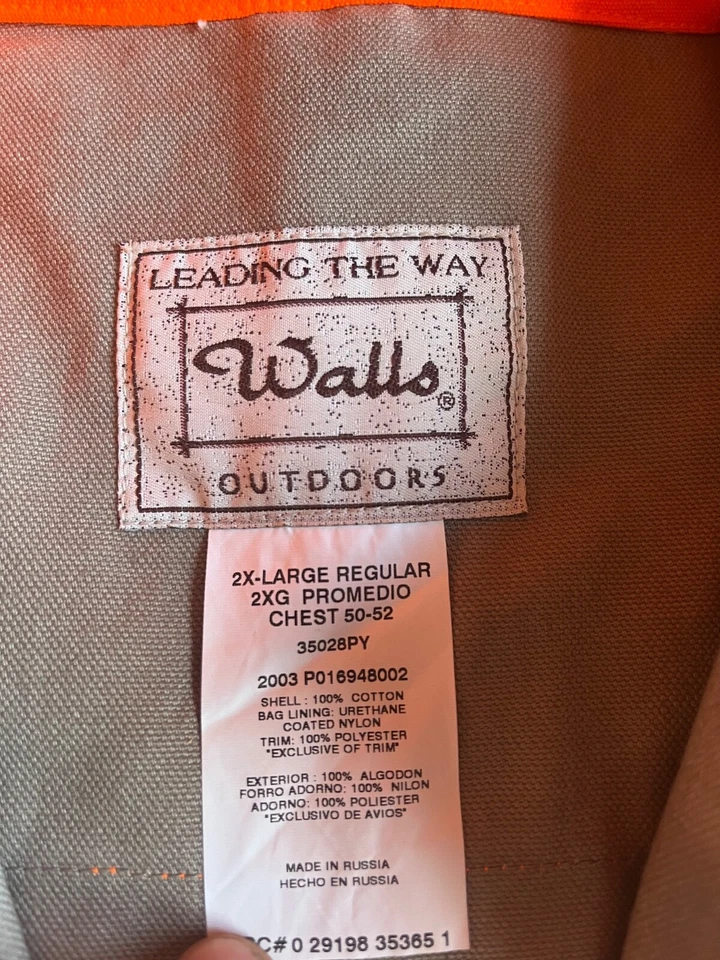 LEADING THE WAY
Walls®
OUTDOORS
2X-LARGE REGULAR
2XG PROMEDIO
CHEST 50-52
35028PY
2003 P016948002
SHELL : 100% COTTON
BAG LINING: URETHANE
COATED NYLON
TRIM: 100% POLYESTER
"EXCLUSIVE OF TRIM"
EXTERIOR : 100% ALGODON
FORRO ADORNO: 100% NILON
ADORNO: 100% POLIESTER
"EXCLUSIVO DE AVIOS"
MADE IN RUSSIA
HECHO EN RUSSIA
C# 0 29198 35365 1